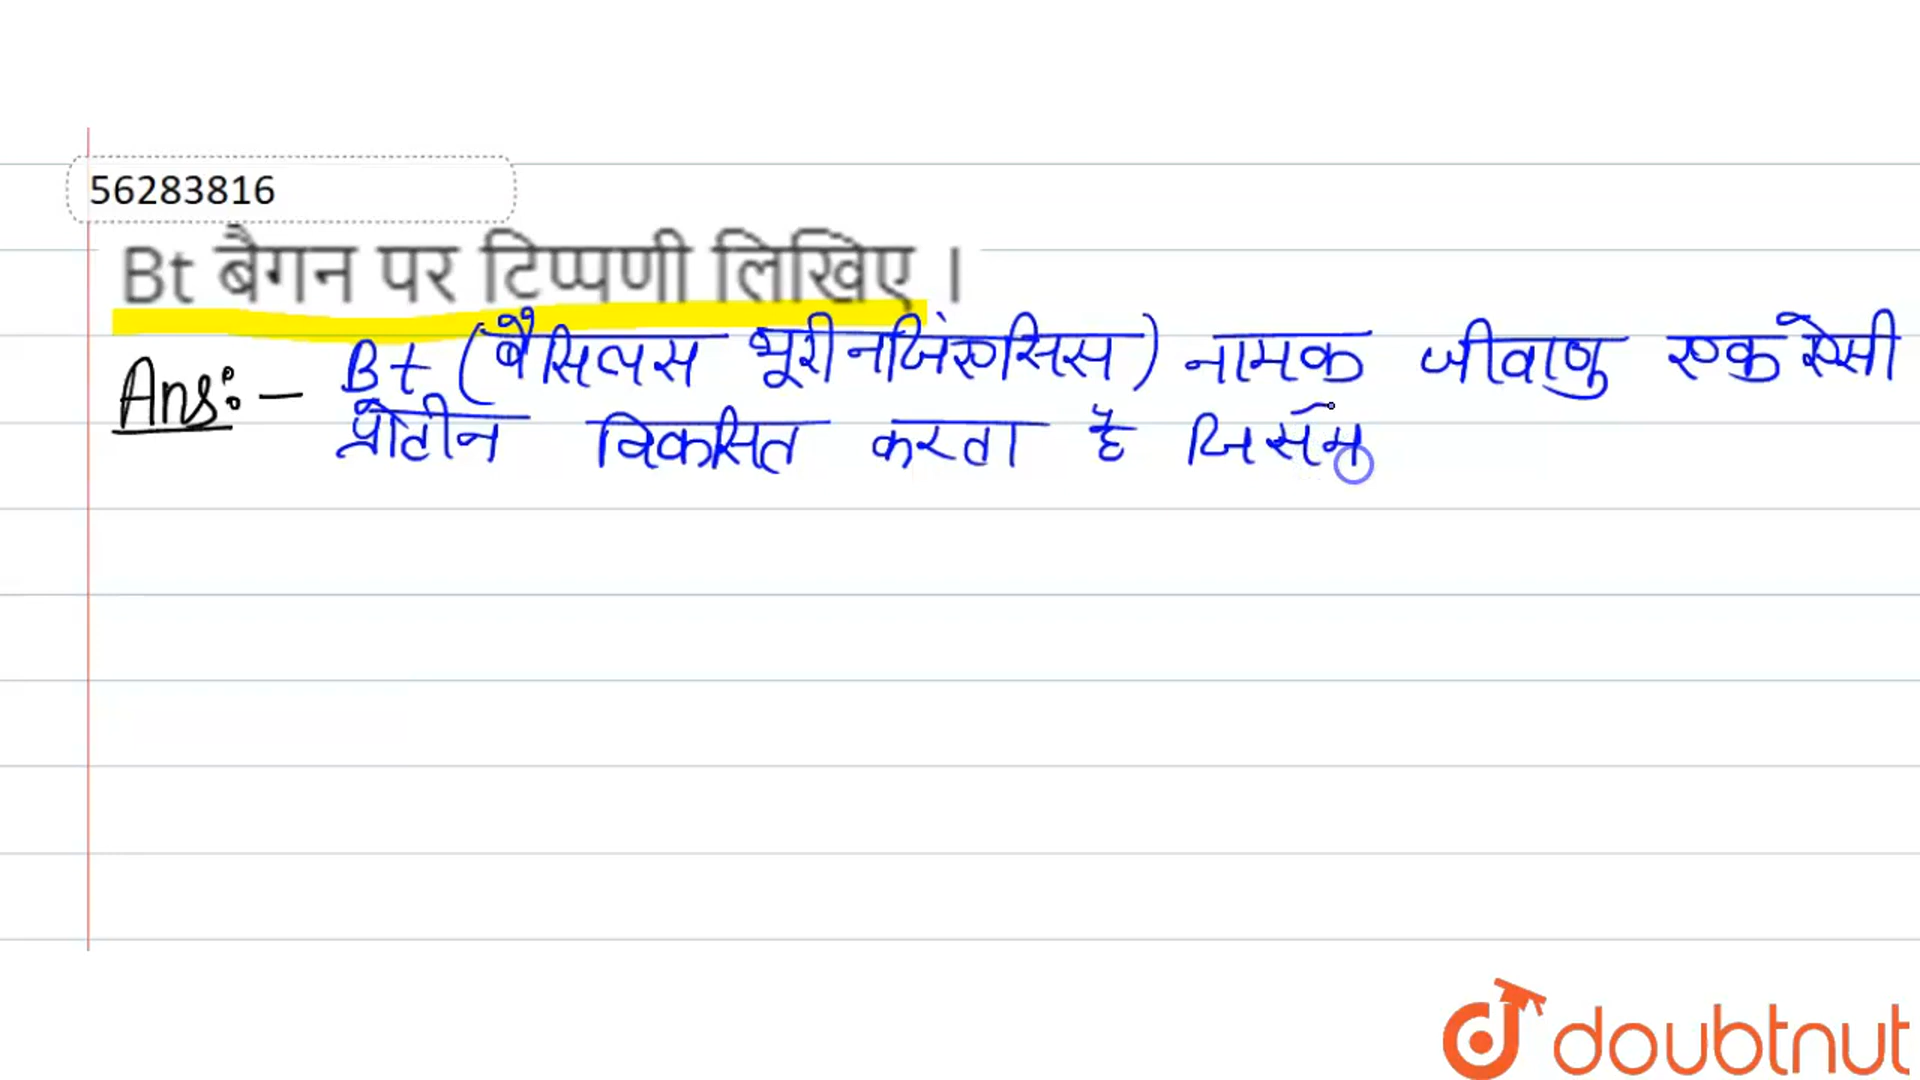 56283816
Bt बैगन पर टिप्पणी लिखिए ।
Ans:- Bt (बैसिलस थूरीनजिंएसिस) नामक जीवाणु एक ऐसी
प्रोटीन विकसित करता है जिसमे
doubtnut